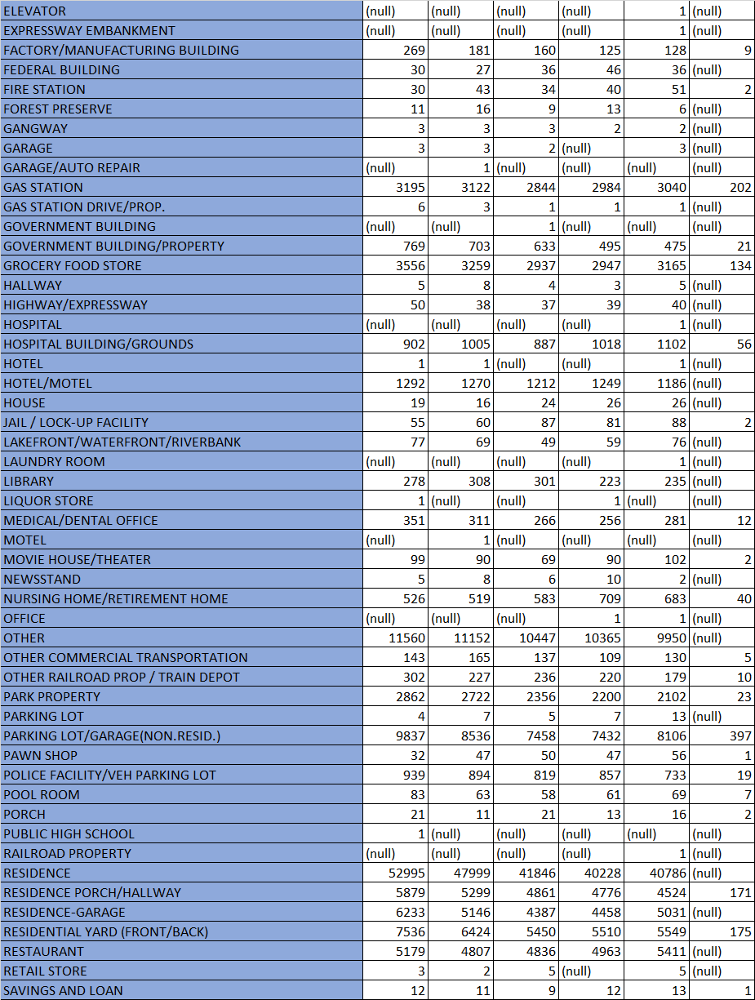 ELEVATOR (null) (null) (null) (null) 1 (null)
EXPRESSWAY EMBANKMENT (null) (null) (null) (null) 1 (null)
FACTORY/MANUFACTURING BUILDING 269 181 160 125 128 9
FEDERAL BUILDING 30 27 36 46 36 (null)
FIRE STATION 30 43 34 40 51 2
FOREST PRESERVE 11 16 9 13 6 (null)
GANGWAY 3 3 3 2 2 (null)
GARAGE 3 3 2 (null) 3 (null)
GARAGE/AUTO REPAIR (null) 1 (null) (null) (null) (null)
GAS STATION 3195 3122 2844 2984 3040 202
GAS STATION DRIVE/PROP. 6 3 1 1 1 (null)
GOVERNMENT BUILDING (null) (null) 1 (null) (null) (null)
GOVERNMENT BUILDING/PROPERTY 769 703 633 495 475 21
GROCERY FOOD STORE 3556 3259 2937 2947 3165 134
HALLWAY 5 8 4 3 5 (null)
HIGHWAY/EXPRESSWAY 50 38 37 39 40 (null)
HOSPITAL (null) (null) (null) (null) 1 (null)
HOSPITAL BUILDING/GROUNDS 902 1005 887 1018 1102 56
HOTEL 1 1 (null) (null) 1 (null)
HOTEL/MOTEL 1292 1270 1212 1249 1186 (null)
HOUSE 19 16 24 26 26 (null)
JAIL / LOCK-UP FACILITY 55 60 87 81 88 2
LAKEFRONT/WATERFRONT/RIVERBANK 77 69 49 59 76 (null)
LAUNDRY ROOM (null) (null) (null) (null) 1 (null)
LIBRARY 278 308 301 223 235 (null)
LIQUOR STORE 1 (null) (null) 1 (null) (null)
MEDICAL/DENTAL OFFICE 351 311 266 256 281 12
MOTEL (null) 1 (null) (null) (null) (null)
MOVIE HOUSE/THEATER 99 90 69 90 102 2
NEWSSTAND 5 8 6 10 2 (null)
NURSING HOME/RETIREMENT HOME 526 519 583 709 683 40
OFFICE (null) (null) (null) 1 1 (null)
OTHER 11560 11152 10447 10365 9950 (null)
OTHER COMMERCIAL TRANSPORTATION 143 165 137 109 130 5
OTHER RAILROAD PROP / TRAIN DEPOT 302 227 236 220 179 10
PARK PROPERTY 2862 2722 2356 2200 2102 23
PARKING LOT 4 7 5 7 13 (null)
PARKING LOT/GARAGE(NON.RESID.) 9837 8536 7458 7432 8106 397
PAWN SHOP 32 47 50 47 56 1
POLICE FACILITY/VEH PARKING LOT 939 894 819 857 733 19
POOL ROOM 83 63 58 61 69 7
PORCH 21 11 21 13 16 2
PUBLIC HIGH SCHOOL 1 (null) (null) (null) (null) (null)
RAILROAD PROPERTY (null) (null) (null) (null) 1 (null)
RESIDENCE 52995 47999 41846 40228 40786 (null)
RESIDENCE PORCH/HALLWAY 5879 5299 4861 4776 4524 171
RESIDENCE-GARAGE 6233 5146 4387 4458 5031 (null)
RESIDENTIAL YARD (FRONT/BACK) 7536 6424 5450 5510 5549 175
RESTAURANT 5179 4807 4836 4963 5411 (null)
RETAIL STORE 3 2 5 (null) 5 (null)
SAVINGS AND LOAN 12 11 9 12 13 1